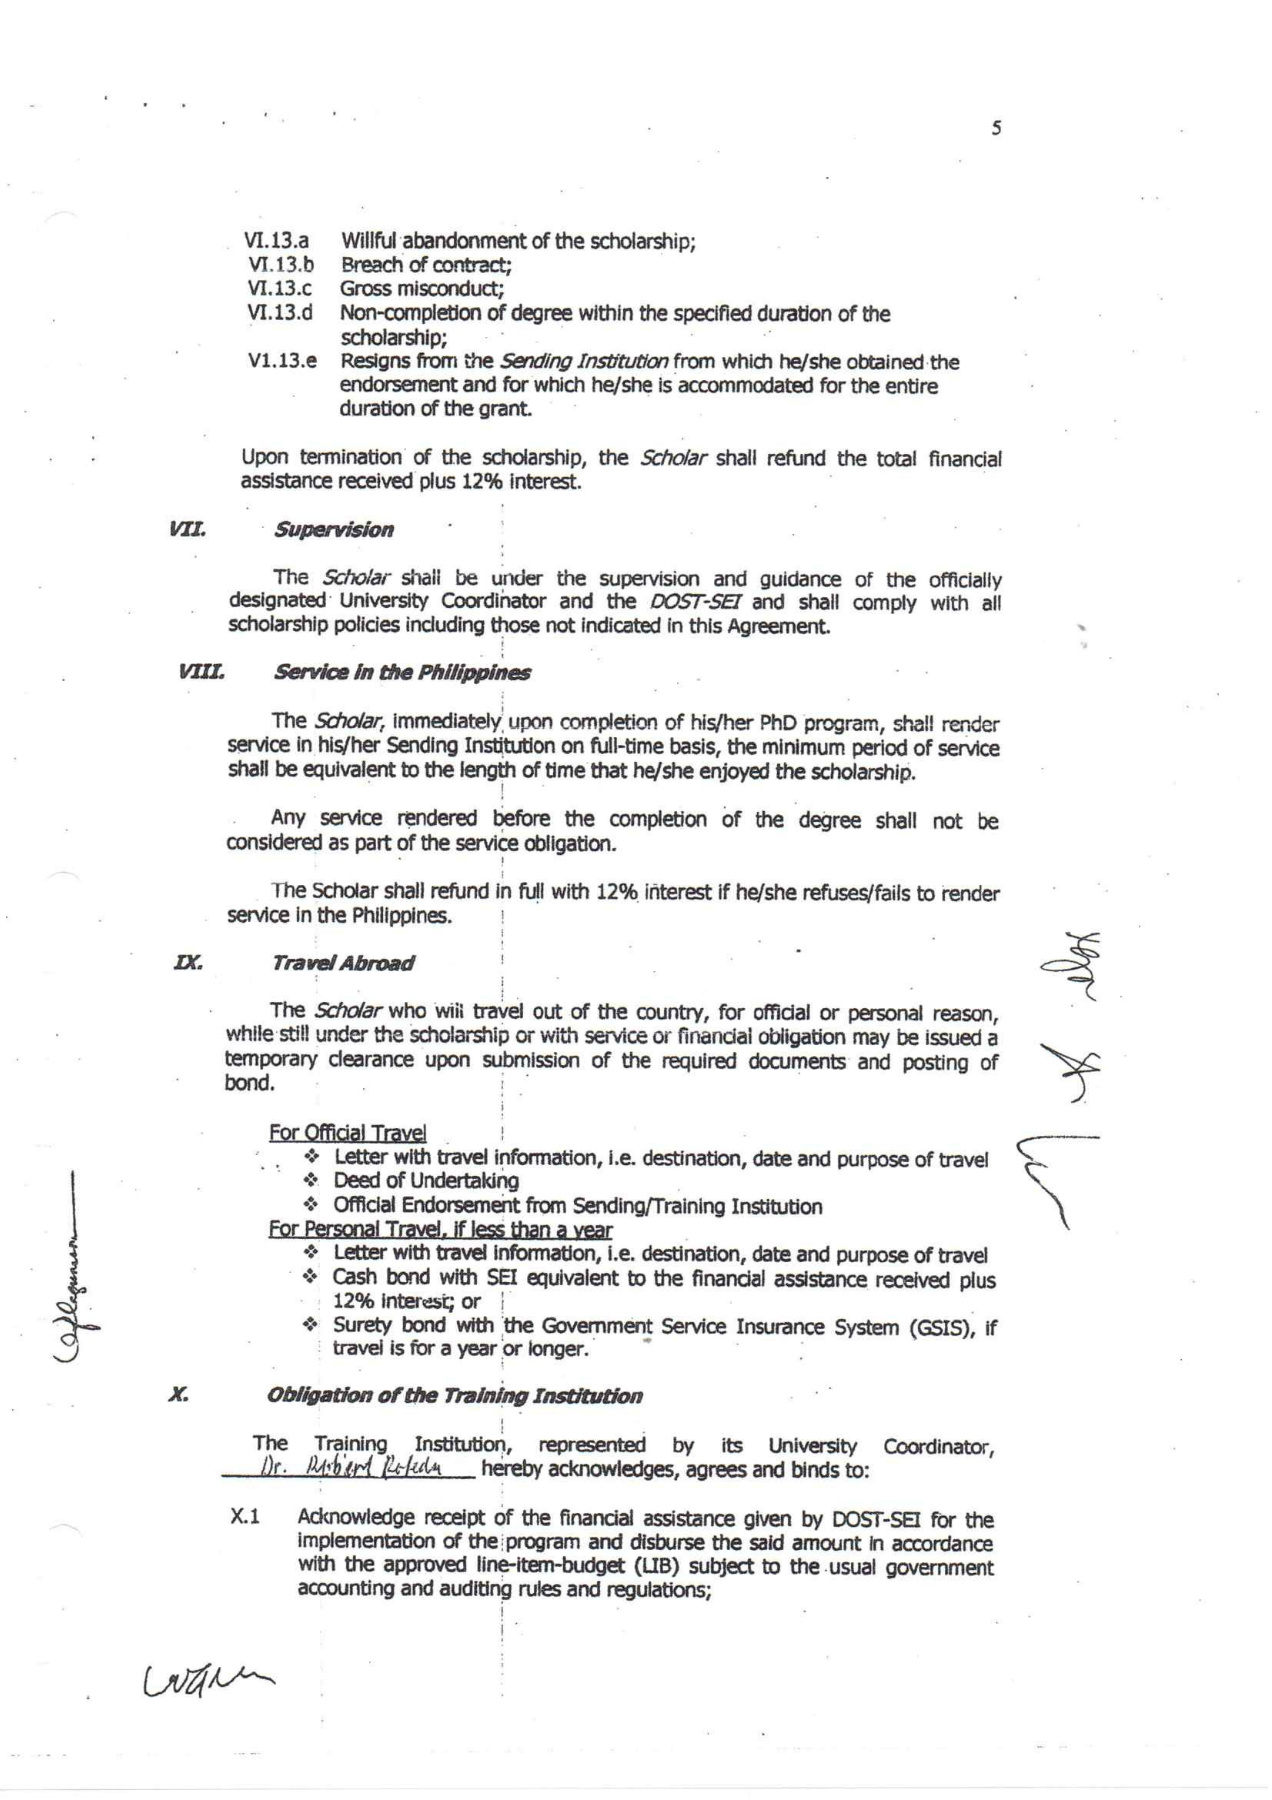 5
VI.13.a Willful abandonment of the scholarship;
VI.13.b Breach of contract;
VI.13.c Gross misconduct;
VI.13.d Non-completion of degree within the specified duration of the
scholarship;
V1.13.e Resigns from the Sending Institution from which he/she obtained the
endorsement and for which he/she is accommodated for the entire
duration of the grant.
Upon termination of the scholarship, the Scholar shall refund the total financial
assistance received plus 12% interest.
VII. Supervision
The Scholar shall be under the supervision and guidance of the officially
designated University Coordinator and the DOST-SEI and shall comply with all
scholarship policies including those not indicated in this Agreement.
VIII. Service in the Philippines
The Scholar, immediately upon completion of his/her PhD program, shall render
service in his/her Sending Institution on full-time basis, the minimum period of service
shall be equivalent to the length of time that he/she enjoyed the scholarship.
Any service rendered before the completion of the degree shall not be
considered as part of the service obligation.
The Scholar shall refund in full with 12% interest if he/she refuses/fails to render
service in the Philippines.
IX. Travel Abroad
The Scholar who will travel out of the country, for official or personal reason,
while still under the scholarship or with service or financial obligation may be issued a
temporary clearance upon submission of the required documents and posting of
bond.
For Official Travel
❖ Letter with travel information, i.e. destination, date and purpose of travel
❖ Deed of Undertaking
❖ Official Endorsement from Sending/Training Institution
For Personal Travel, if less than a year
❖ Letter with travel information, i.e. destination, date and purpose of travel
❖ Cash bond with SEI equivalent to the financial assistance received plus
12% interest; or
❖ Surety bond with the Government Service Insurance System (GSIS), if
travel is for a year or longer.
X. Obligation of the Training Institution
The Training Institution, represented by its University Coordinator,
Dr. hereby acknowledges, agrees and binds to:
X.1 Acknowledge receipt of the financial assistance given by DOST-SEI for the
implementation of the program and disburse the said amount in accordance
with the approved line-item-budget (LIB) subject to the usual government
accounting and auditing rules and regulations;